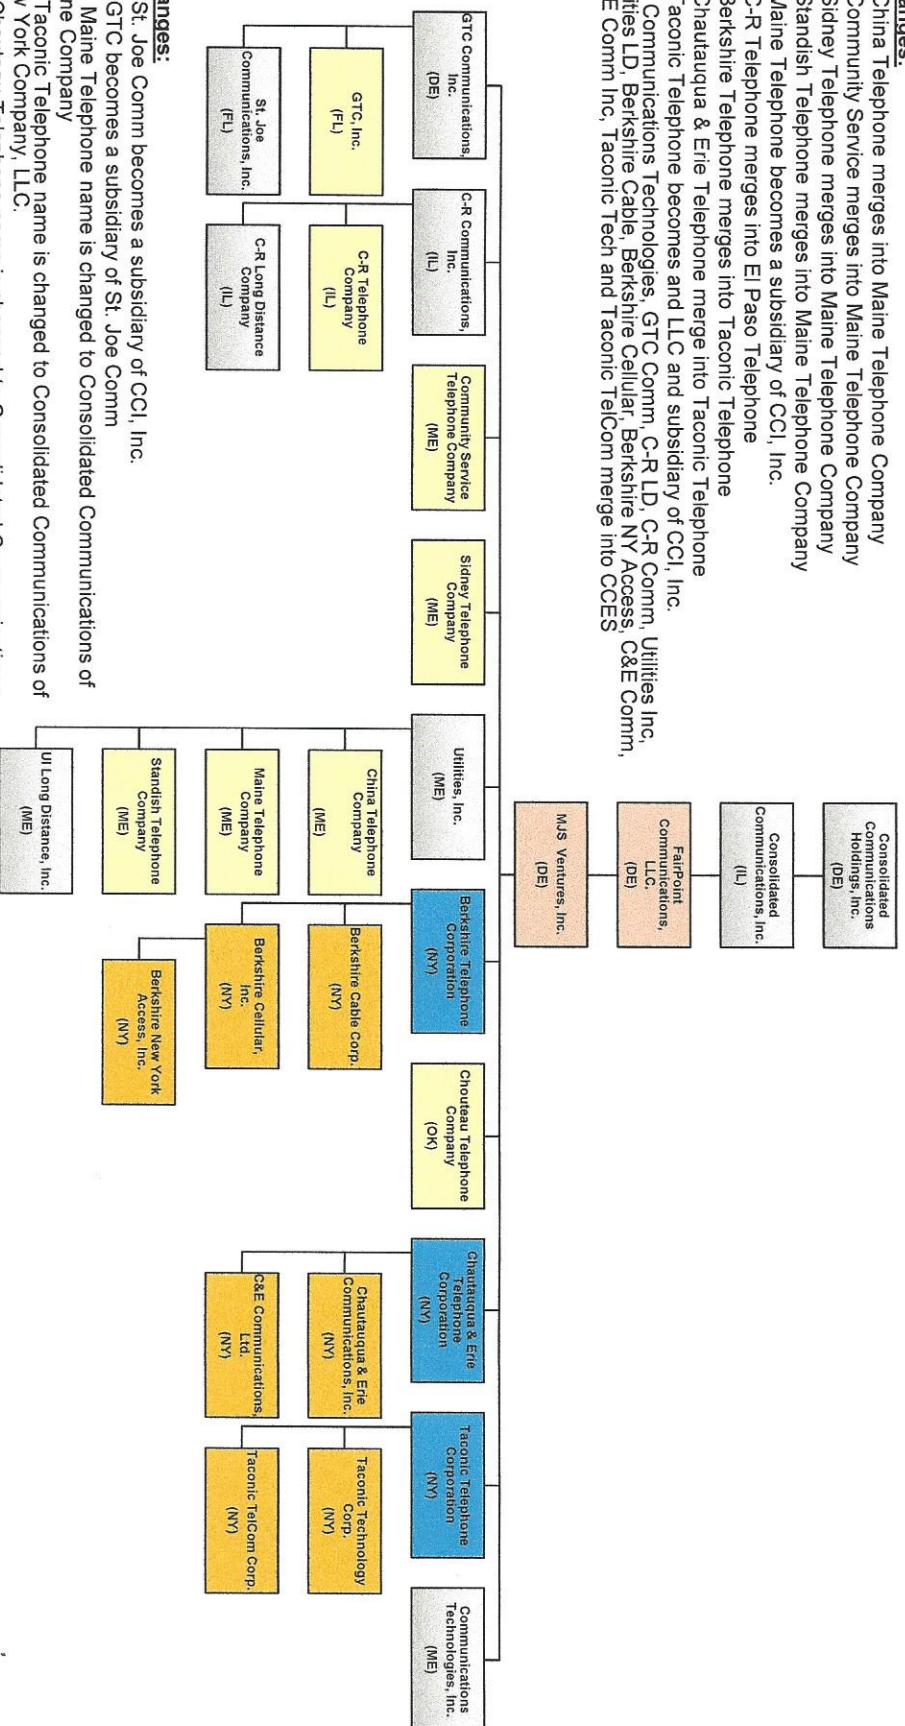 anges:
China Telephone merges into Maine Telephone Company
Community Service merges into Maine Telephone Company
Sidney Telephone merges into Maine Telephone Company
Standish Telephone merges into Maine Telephone Company
Maine Telephone becomes a subsidiary of CCI, Inc.
C-R Telephone merges into El Paso Telephone
Berkshire Telephone merges into Taconic Telephone
Chautauqua & Erie Telephone merge into Taconic Telephone
Taconic Telephone becomes and LLC and subsidiary of CCI, Inc.
Communications Technologies, GTC Comm, C-R LD, C-R Comm, Utilities Inc,
ities LD, Berkshire Cable, Berkshire Cellular, Berkshire NY Access, C&E Comm,
E Comm Inc, Taconic Tech and Taconic TelCom merge into CCES
Consolidated
Communications
Holdings, Inc.
(DE)
Consolidated
Communications, Inc.
(IL)
FairPoint
Communications,
LLC.
(DE)
MJS Ventures, Inc.
(DE)
GTC Communications,
Inc.
(DE)
C-R Communications,
Inc.
(IL)
Community Service
Telephone Company
(ME)
Sidney Telephone
Company
(ME)
Utilities, Inc.
(ME)
Berkshire Telephone
Corporation
(NY)
Chouteau Telephone
Company
(OK)
Chautauqua & Erie
Telephone
Corporation
(NY)
Taconic Telephone
Corporation
(NY)
Communications
Technologies, Inc.
(ME)
GTC, Inc.
(FL)
C-R Telephone
Company
(IL)
China Telephone
Company
(ME)
Berkshire Cable Corp.
(NY)
Chautauqua & Erie
Communications, Inc.
(NY)
Taconic Technology
Corp.
(NY)
St. Joe
Communications, Inc.
(FL)
C-R Long Distance
Company
(IL)
Maine Telephone
Company
(ME)
Berkshire Cellular,
Inc.
(NY)
C&E Communications,
Ltd.
(NY)
Taconic TelCom Corp.
(NY)
Standish Telephone
Company
(ME)
Berkshire New York
Access, Inc.
(NY)
UI Long Distance, Inc.
(ME)
anges:
St. Joe Comm becomes a subsidiary of CCI, Inc.
GTC becomes a subsidiary of St. Joe Comm
Maine Telephone name is changed to Consolidated Communications of
ne Company
Taconic Telephone name is changed to Consolidated Communications of
w York Company, LLC.